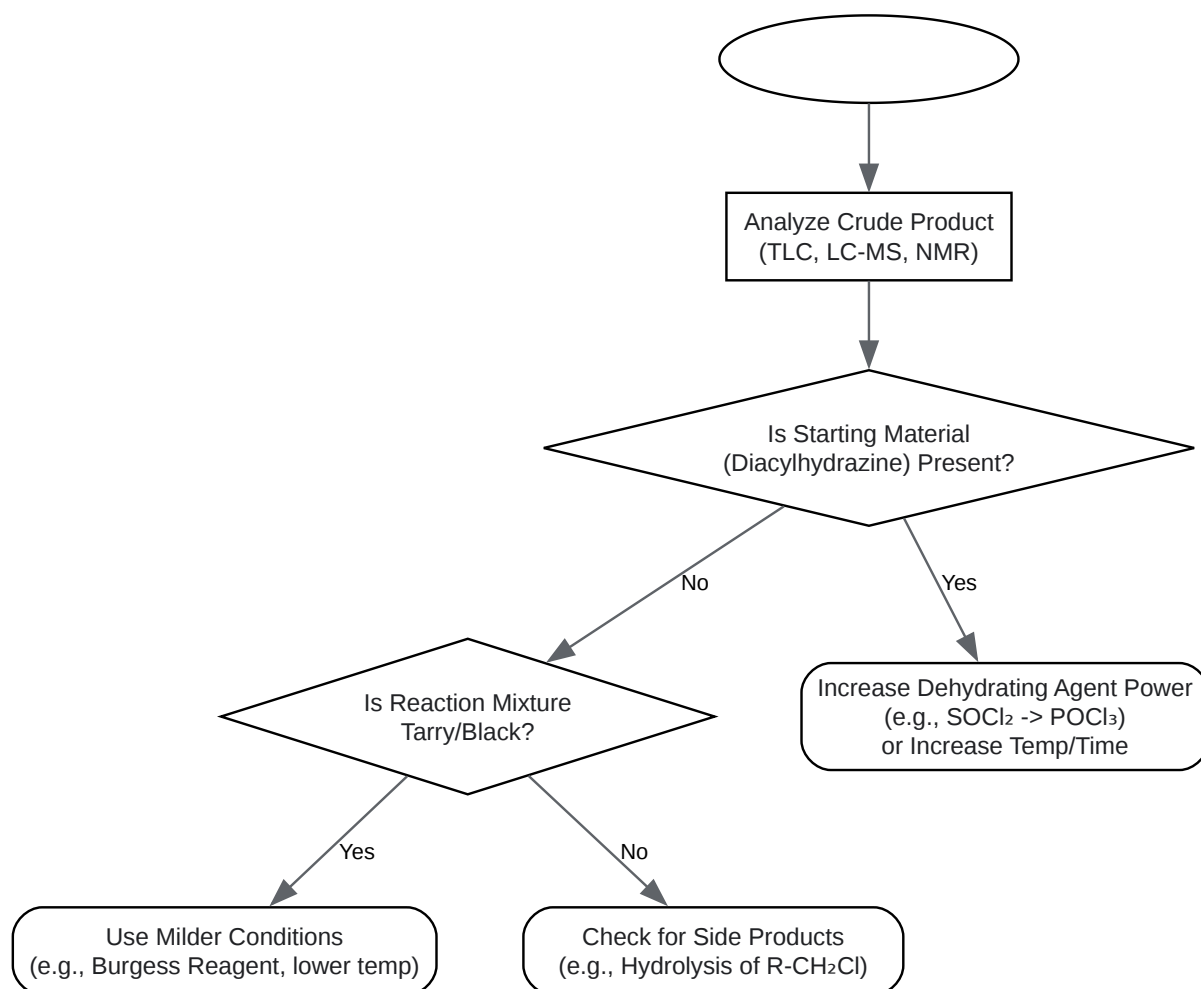 Analyze Crude Product
(TLC, LC-MS, NMR)
Is Starting Material
(Diacylhydrazine) Present?
No
Yes
Is Reaction Mixture
Tarry/Black?
Increase Dehydrating Agent Power
(e.g., SOCl₂ -> POCl₃)
or Increase Temp/Time
Yes
No
Use Milder Conditions
(e.g., Burgess Reagent, lower temp)
Check for Side Products
(e.g., Hydrolysis of R-CH₂Cl)